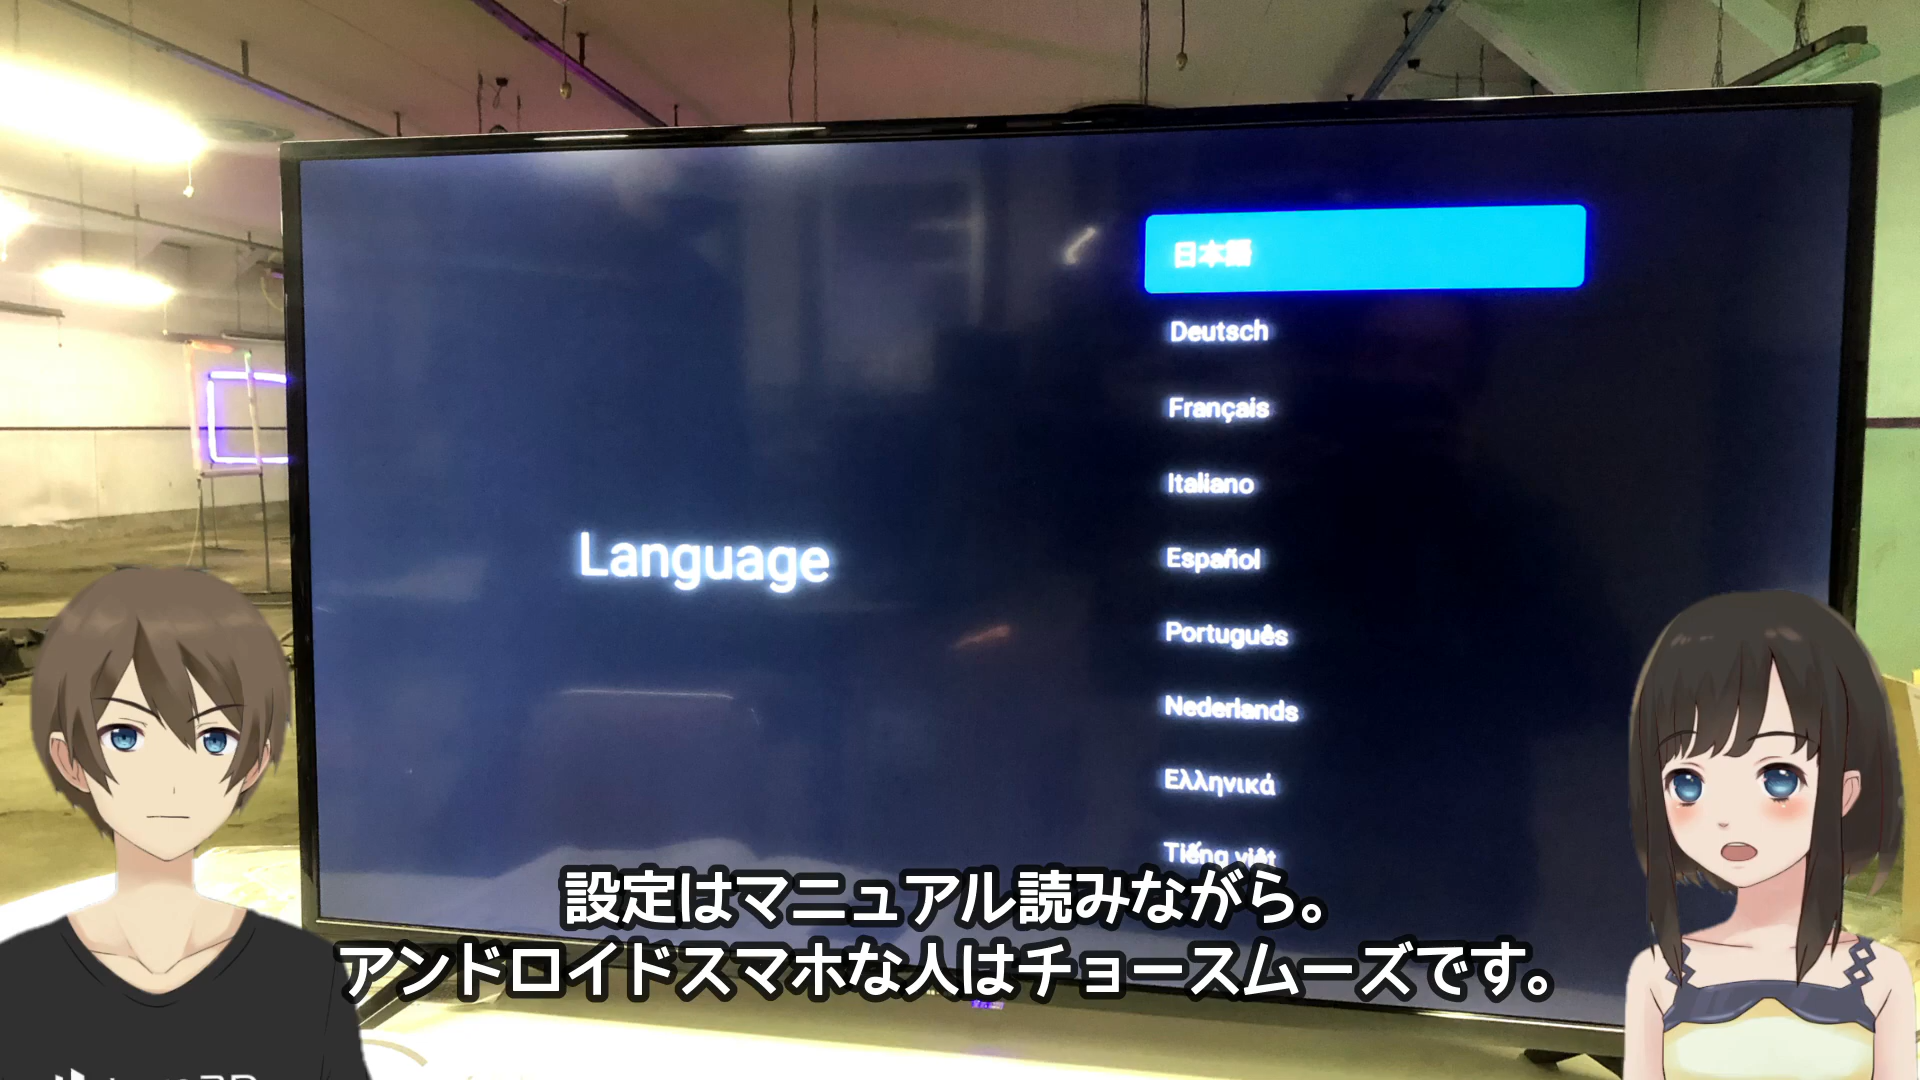 日本語
Deutsch
Français
Italiano
Español
Português
Nederlands
Ελληνικά
Tiếng việt
Language
設定はマニュアル読みながら。
アンドロイドスマホな人はチョースムーズです。